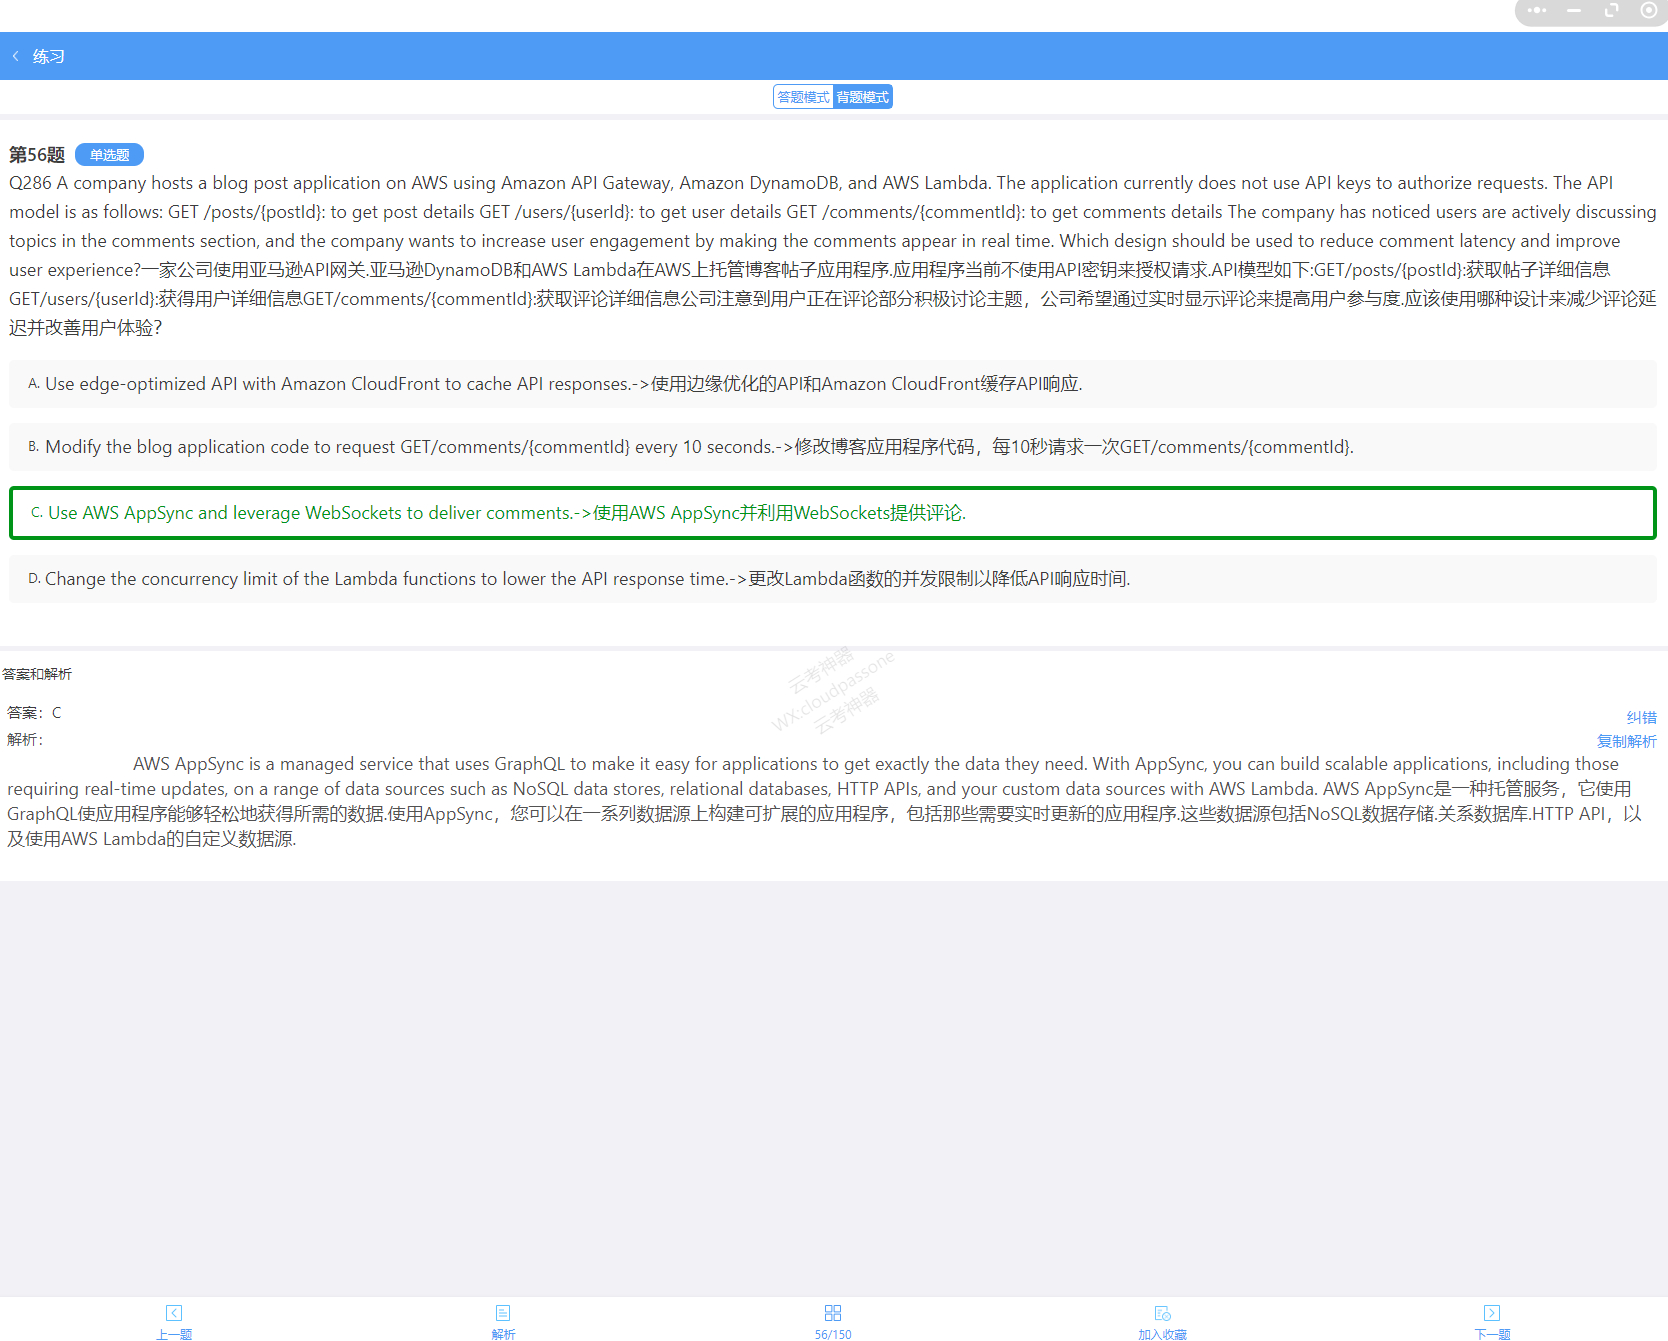 练习
答题模式 背题模式
第56题 单选题
Q286 A company hosts a blog post application on AWS using Amazon API Gateway, Amazon DynamoDB, and AWS Lambda. The application currently does not use API keys to authorize requests. The API
model is as follows: GET /posts/{postId}: to get post details GET /users/{userId}: to get user details GET /comments/{commentId}: to get comments details The company has noticed users are actively discussing
topics in the comments section, and the company wants to increase user engagement by making the comments appear in real time. Which design should be used to reduce comment latency and improve
user experience?一家公司使用亚马逊API网关.亚马逊DynamoDB和AWS Lambda在AWS上托管博客帖子应用程序.应用程序当前不使用API密钥来授权请求.API模型如下:GET/posts/{postId}:获取帖子详细信息
GET/users/{userId}:获得用户详细信息GET/comments/{commentId}:获取评论详细信息公司注意到用户正在评论部分积极讨论主题，公司希望通过实时显示评论来提高用户参与度.应该使用哪种设计来减少评论延
迟并改善用户体验？
A. Use edge-optimized API with Amazon CloudFront to cache API responses.->使用边缘优化的API和Amazon CloudFront缓存API响应.
B. Modify the blog application code to request GET/comments/{commentId} every 10 seconds.->修改博客应用程序代码，每10秒请求一次GET/comments/{commentId}.
C. Use AWS AppSync and leverage WebSockets to deliver comments.->使用AWS AppSync并利用WebSockets提供评论.
D. Change the concurrency limit of the Lambda functions to lower the API response time.->更改Lambda函数的并发限制以降低API响应时间.
答案和解析
云考神器
WX:cloudpassone
云考神器
答案：C
纠错
解析：
复制解析
AWS AppSync is a managed service that uses GraphQL to make it easy for applications to get exactly the data they need. With AppSync, you can build scalable applications, including those
requiring real-time updates, on a range of data sources such as NoSQL data stores, relational databases, HTTP APIs, and your custom data sources with AWS Lambda. AWS AppSync是一种托管服务，它使用
GraphQL使应用程序能够轻松地获得所需的数据.使用AppSync，您可以在一系列数据源上构建可扩展的应用程序，包括那些需要实时更新的应用程序.这些数据源包括NoSQL数据存储.关系数据库.HTTP API，以
及使用AWS Lambda的自定义数据源.
上一题 解析 56/150 加入收藏 下一题